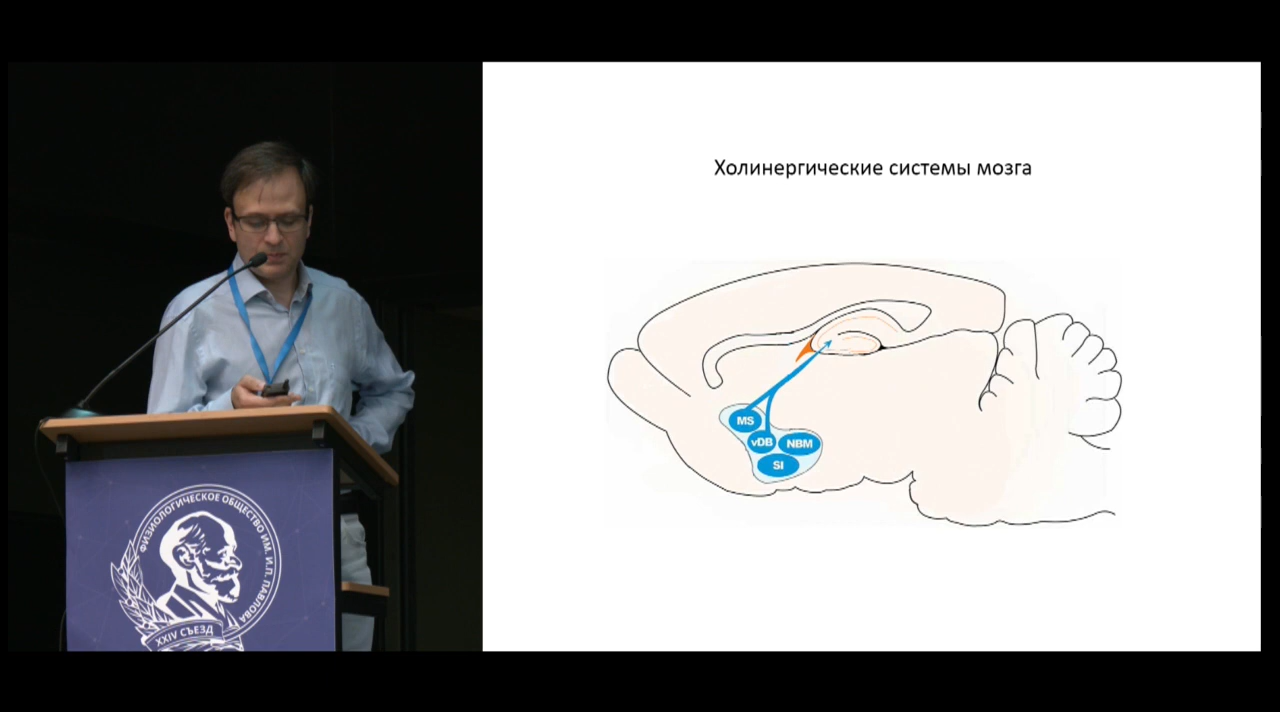 Холинергические системы мозга
MS
vDB
NBM
SI
ФИЗИОЛОГИЧЕСКОЕ ОБЩЕСТВО ИМ. И.П. ПАВЛОВА
XXIV СЪЕЗД